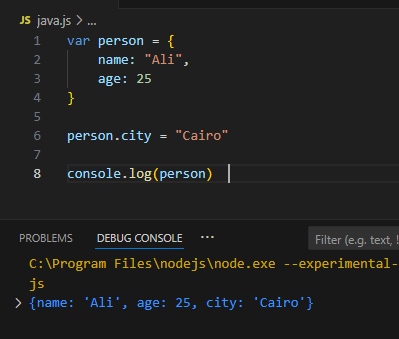 JS java.js > ...
1 var person = {
2     name: "Ali",
3     age: 25
4 }
5
6 person.city = "Cairo"
7
8 console.log(person)
PROBLEMS DEBUG CONSOLE ... Filter (e.g. text, !
C:\Program Files\nodejs\node.exe --experimental-
js
> {name: 'Ali', age: 25, city: 'Cairo'}